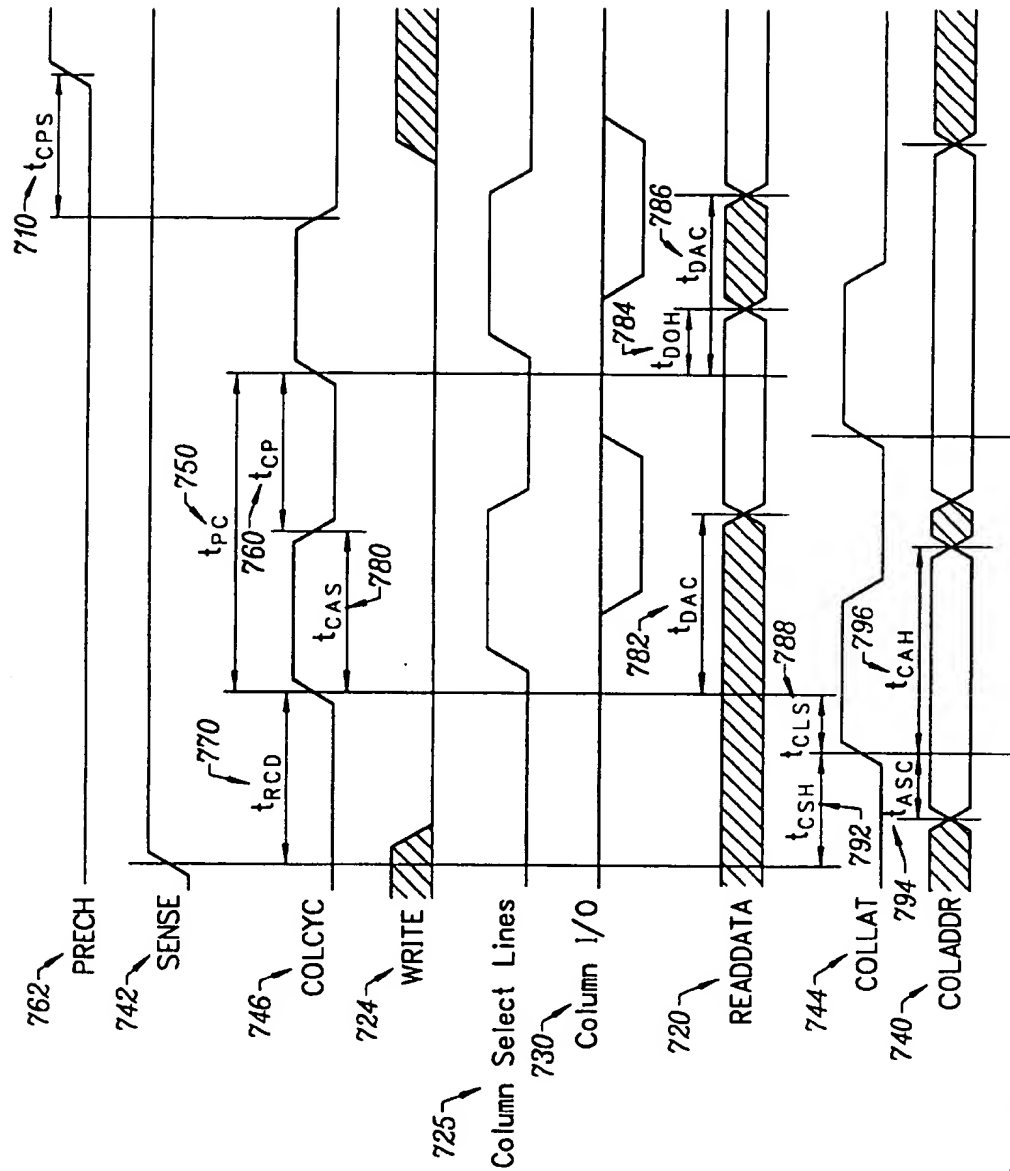 710 tCPS
762 PRECH
742 SENSE
tPC 750
760 tCP
tCAS 780
770
tRCD
746 COLCYC
724 WRITE
725
Column Select Lines
730 Column I/O
784
tDOH
tDAC 786
782 tDAC
720 READDATA
tCLS 788
tCSH 792
744 COLLAT
796
tCAH
794 tASC
740 COLADDR